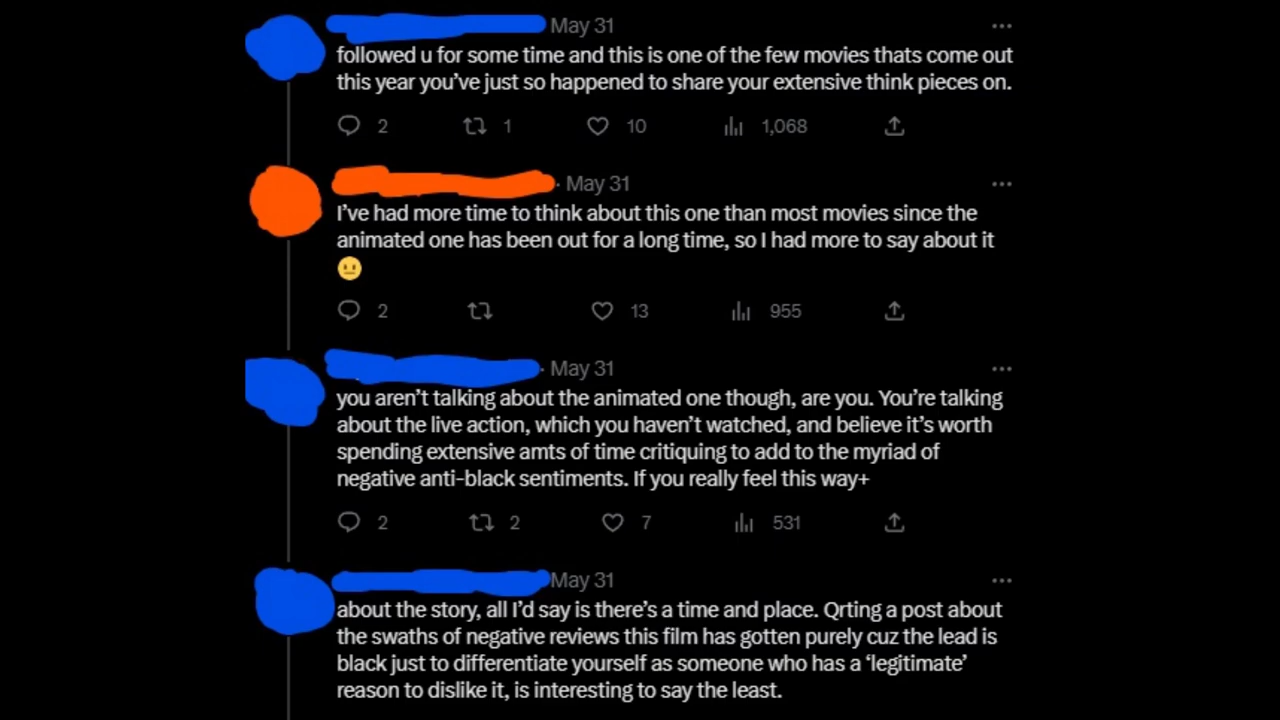 May 31
followed u for some time and this is one of the few movies thats come out
this year you've just so happened to share your extensive think pieces on.
2 1 10 1,068
· May 31
I've had more time to think about this one than most movies since the
animated one has been out for a long time, so I had more to say about it
😐
2 13 955
· May 31
you aren't talking about the animated one though, are you. You're talking
about the live action, which you haven't watched, and believe it's worth
spending extensive amts of time critiquing to add to the myriad of
negative anti-black sentiments. If you really feel this way+
2 2 7 531
May 31
about the story, all I'd say is there's a time and place. Qrting a post about
the swaths of negative reviews this film has gotten purely cuz the lead is
black just to differentiate yourself as someone who has a 'legitimate'
reason to dislike it, is interesting to say the least.